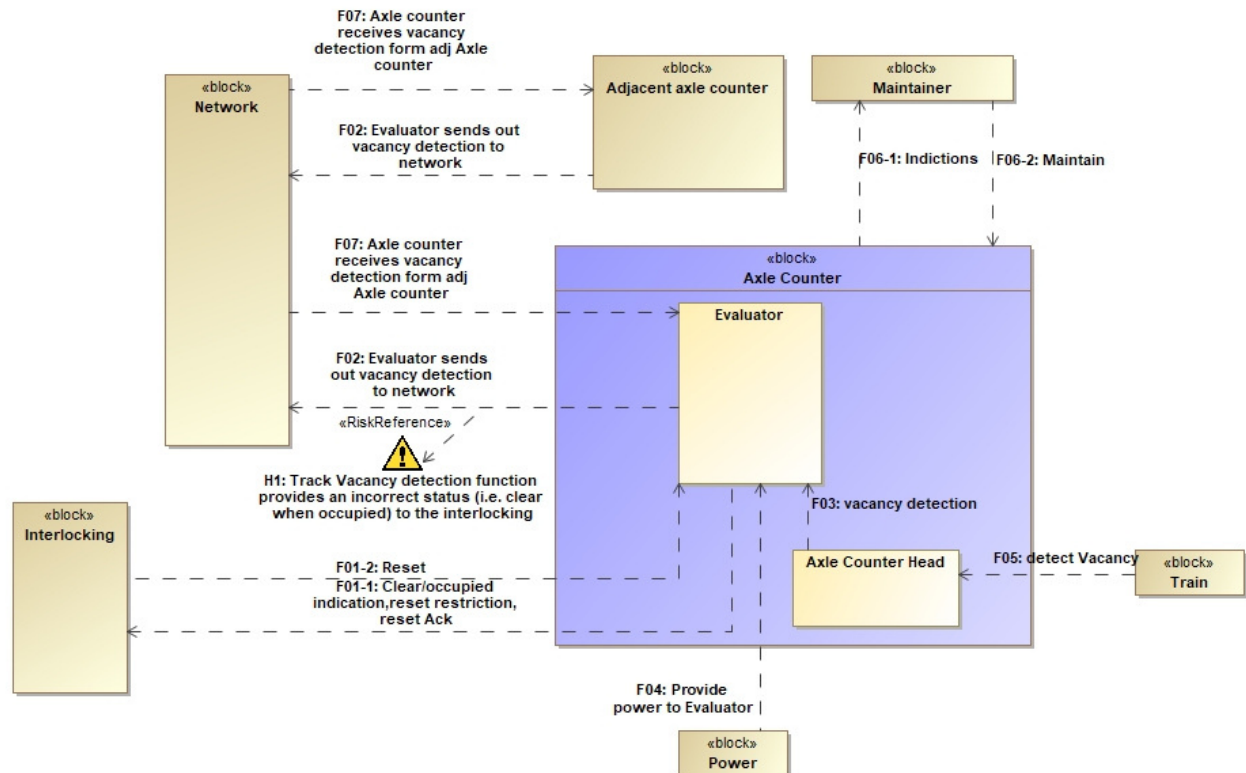 F07: Axle counter
receives vacancy
detection form adj Axle
counter
«block»
Network
«block»
Adjacent axle counter
«block»
Maintainer
F02: Evaluator sends out
vacancy detection to
network
F06-1: Indictions
F06-2: Maintain
F07: Axle counter
receives vacancy
detection form adj
Axle counter
«block»
Axle Counter
Evaluator
F02: Evaluator sends
out vacancy detection
to network
«RiskReference»
H1: Track Vacancy detection function
provides an incorrect status (i.e. clear
when occupied) to the interlocking
F03: vacancy detection
«block»
Interlocking
F01-2: Reset
F01-1: Clear/occupied
indication,reset restriction,
reset Ack
Axle Counter Head
F05: detect Vacancy
«block»
Train
F04: Provide
power to Evaluator
«block»
Power